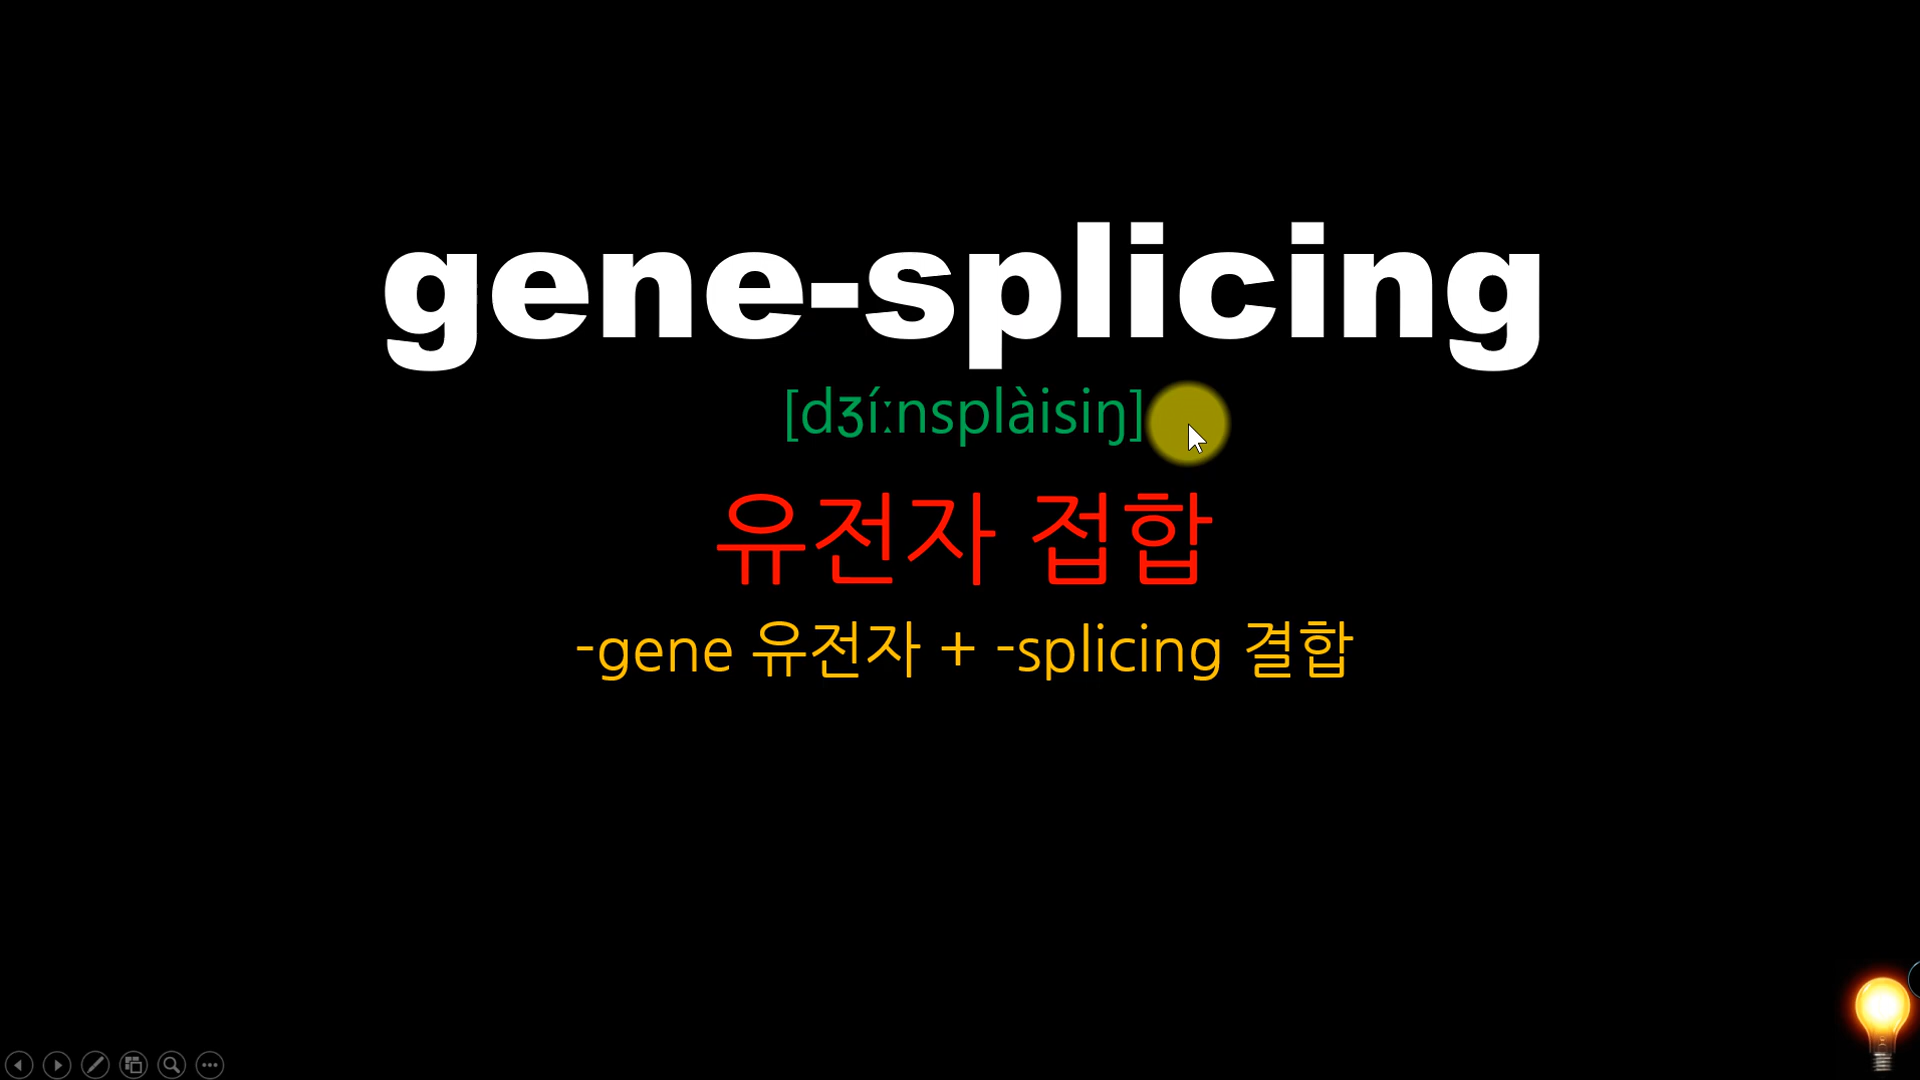 gene-splicing
[dʒíːnsplàisiŋ]
유전자 접합
-gene 유전자 + -splicing 결합